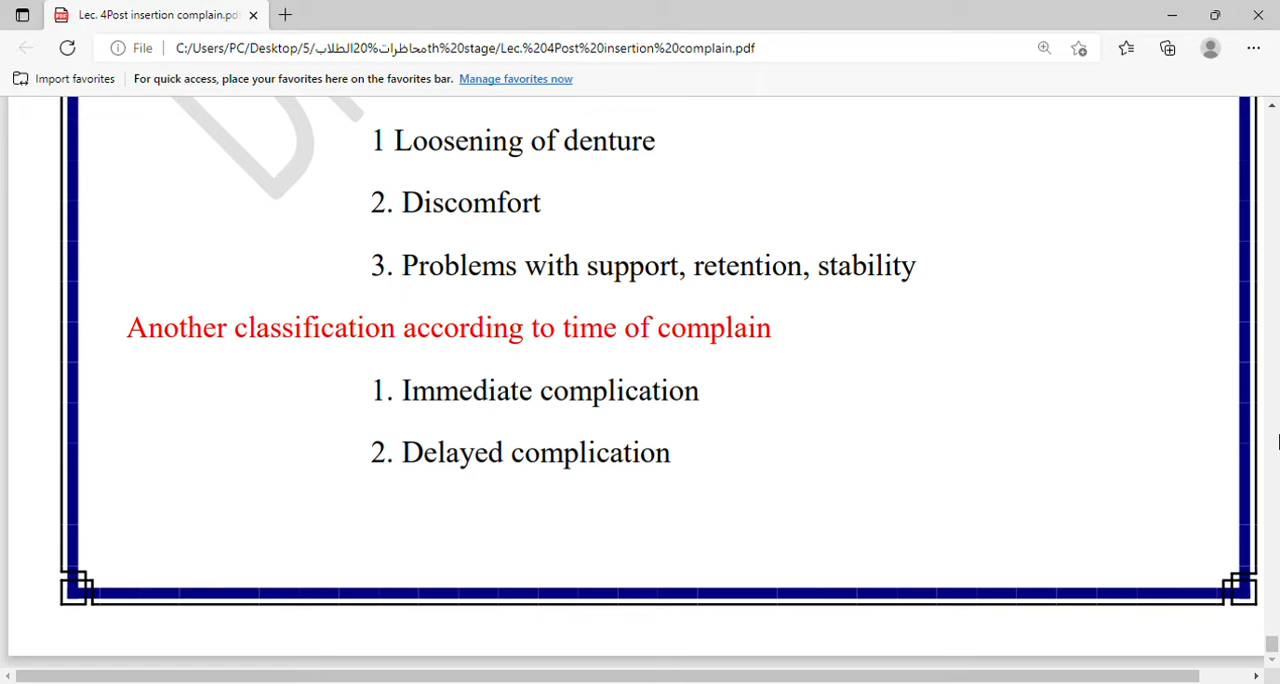 Lec. 4Post insertion complain.pd
File
C:/Users/PC/Desktop/5/محاظرات%20الطلابth%20stage/Lec.%204Post%20insertion%20complain.pdf
Import favorites
For quick access, place your favorites here on the favorites bar. Manage favorites now
1 Loosening of denture
2. Discomfort
3. Problems with support, retention, stability
Another classification according to time of complain
1. Immediate complication
2. Delayed complication